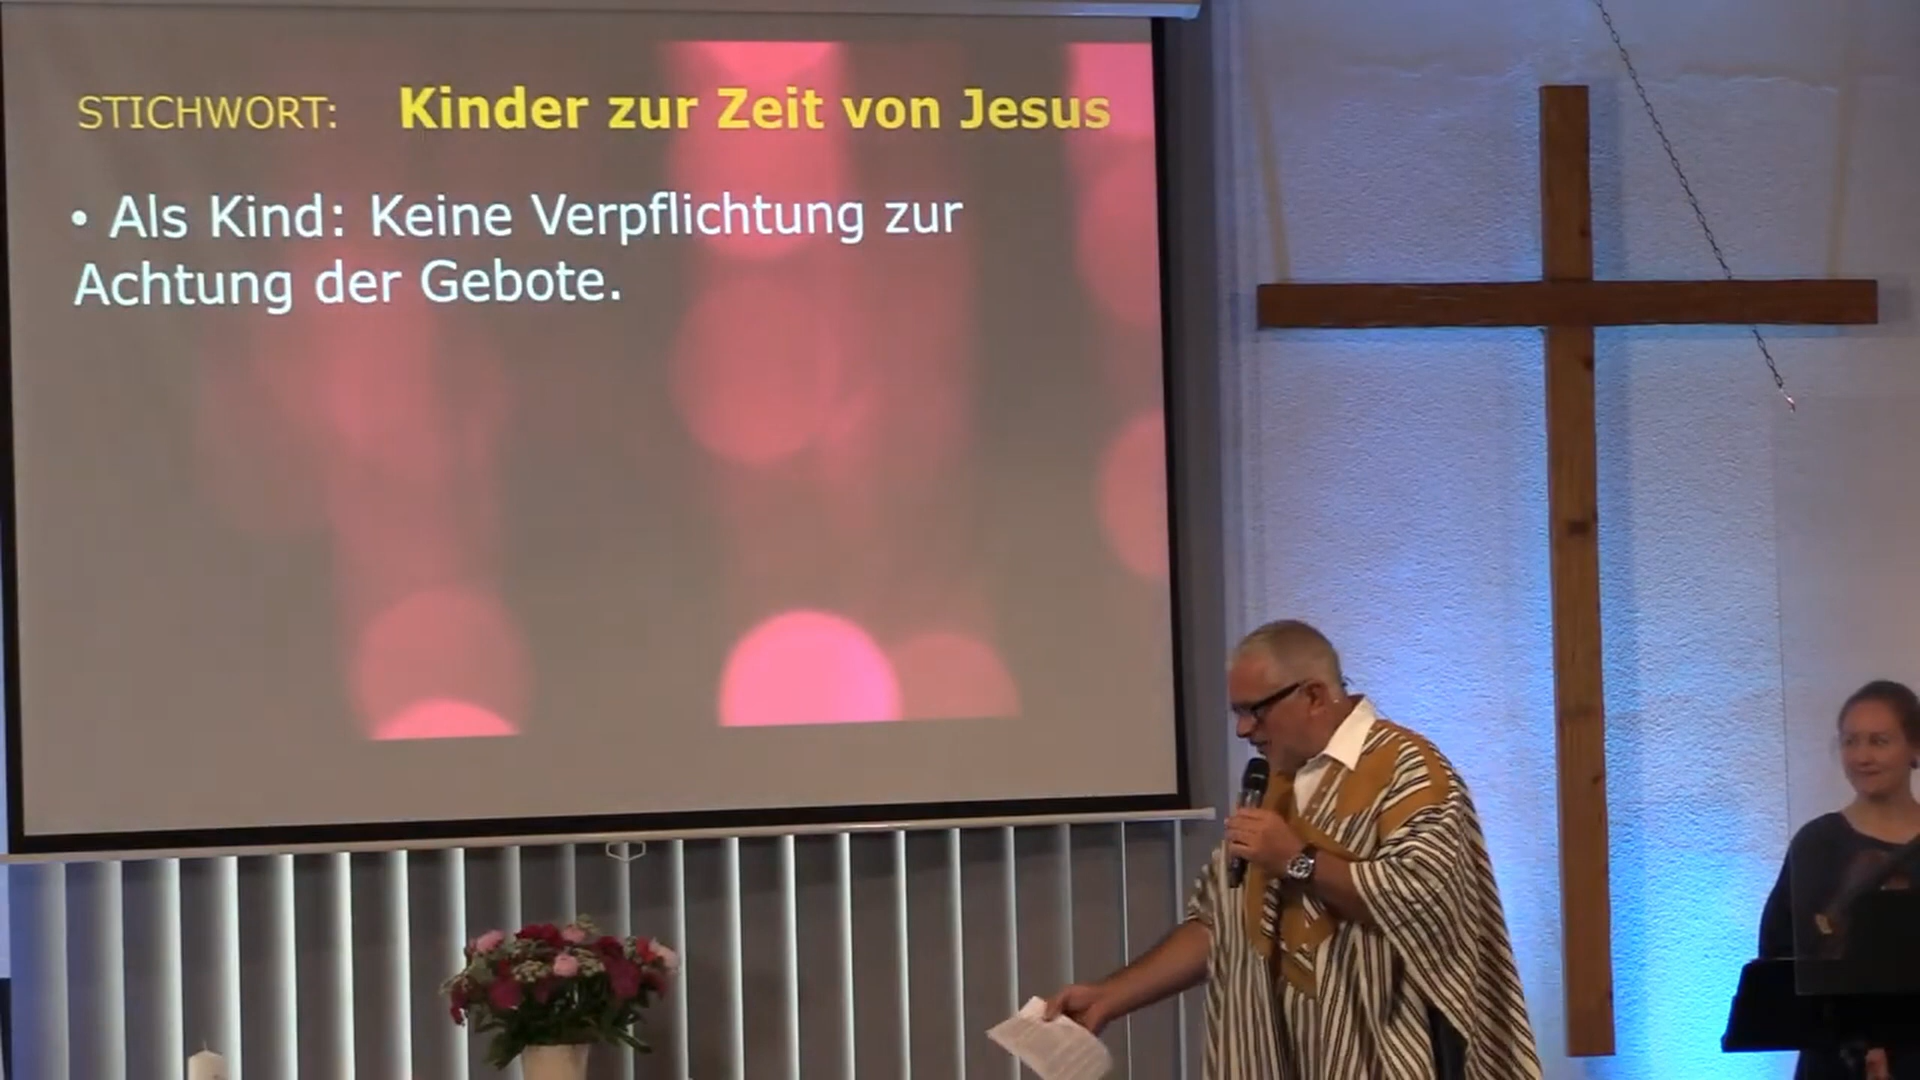 STICHWORT: Kinder zur Zeit von Jesus
• Als Kind: Keine Verpflichtung zur
Achtung der Gebote.